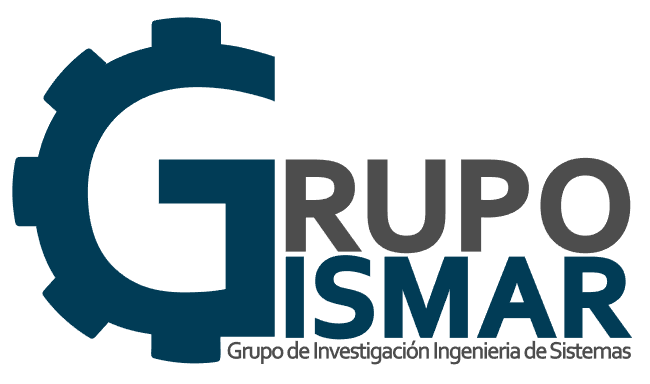 GRUPO
GISMAR
Grupo de Investigación Ingenieria de Sistemas